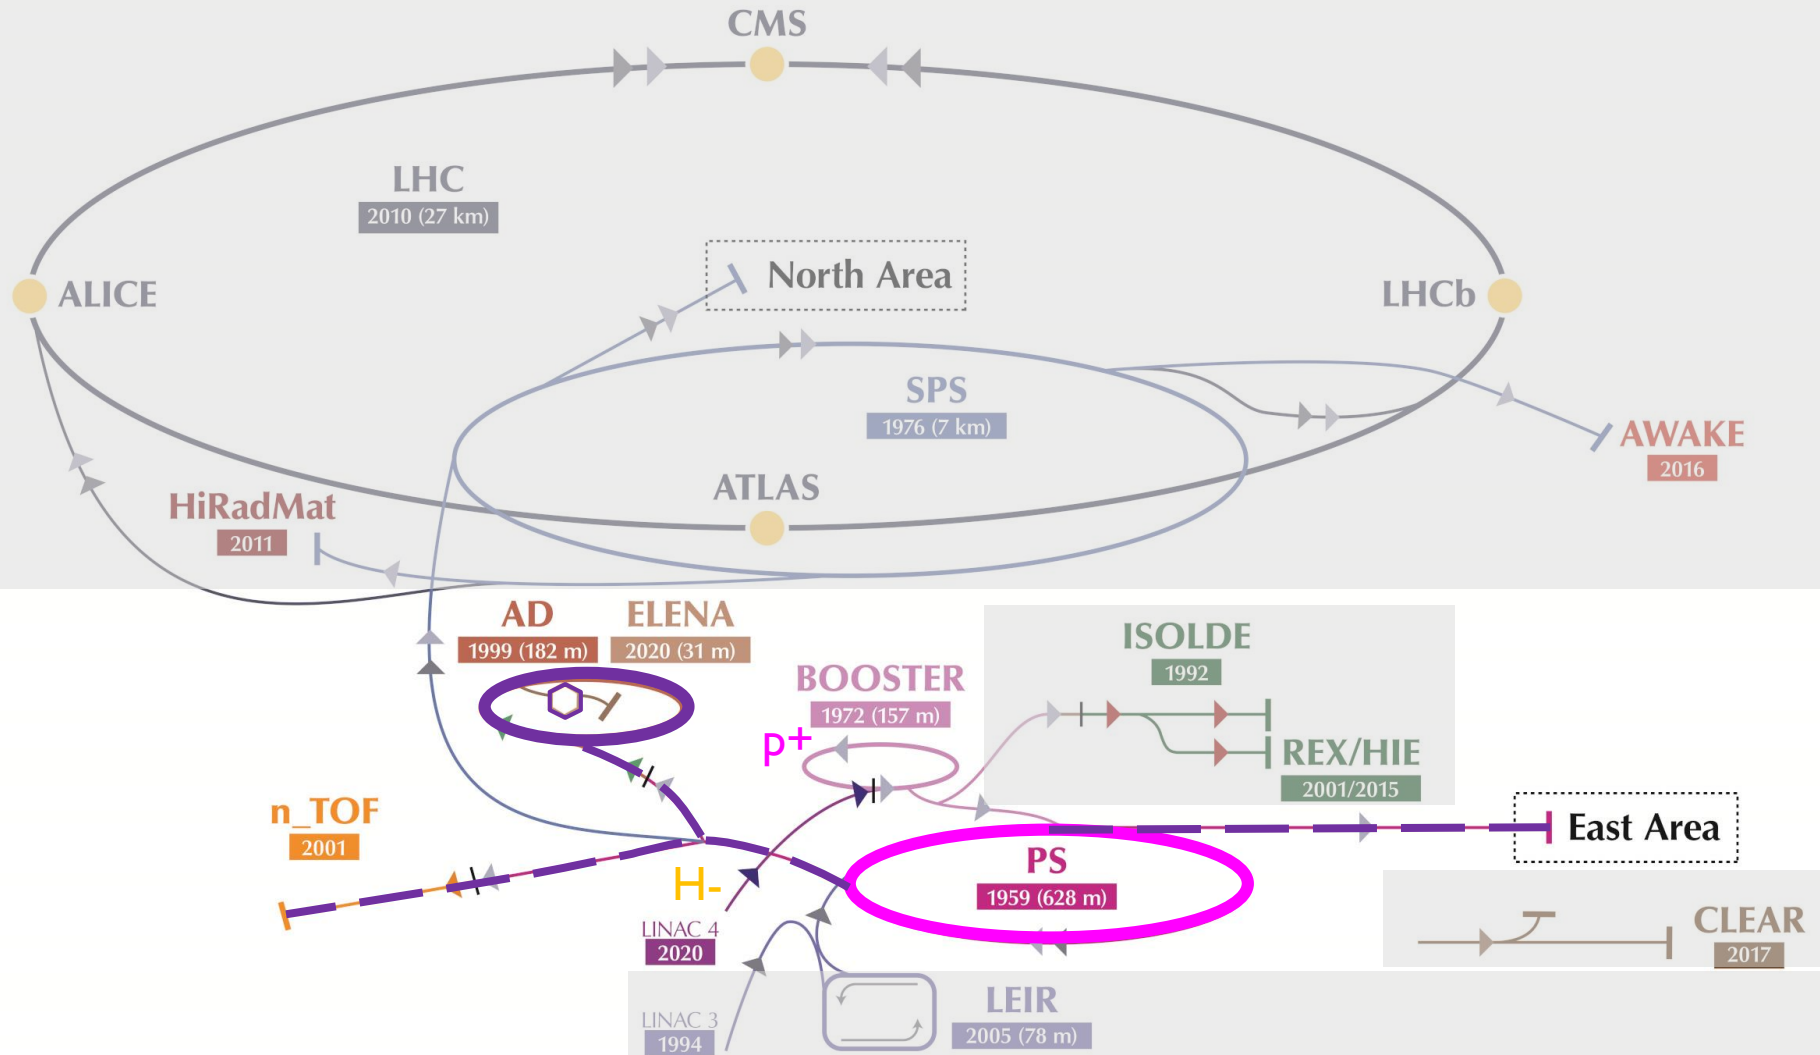 CMS
LHC
2010 (27 km)
North Area
ALICE
LHCb
SPS
1976 (7 km)
AWAKE
2016
ATLAS
HiRadMat
2011
AD
1999 (182 m)
ELENA
2020 (31 m)
ISOLDE
1992
BOOSTER
1972 (157 m)
p+
REX/HIE
2001/2015
n_TOF
2001
East Area
PS
1959 (628 m)
H-
LINAC 4
2020
CLEAR
2017
LEIR
2005 (78 m)
LINAC 3
1994